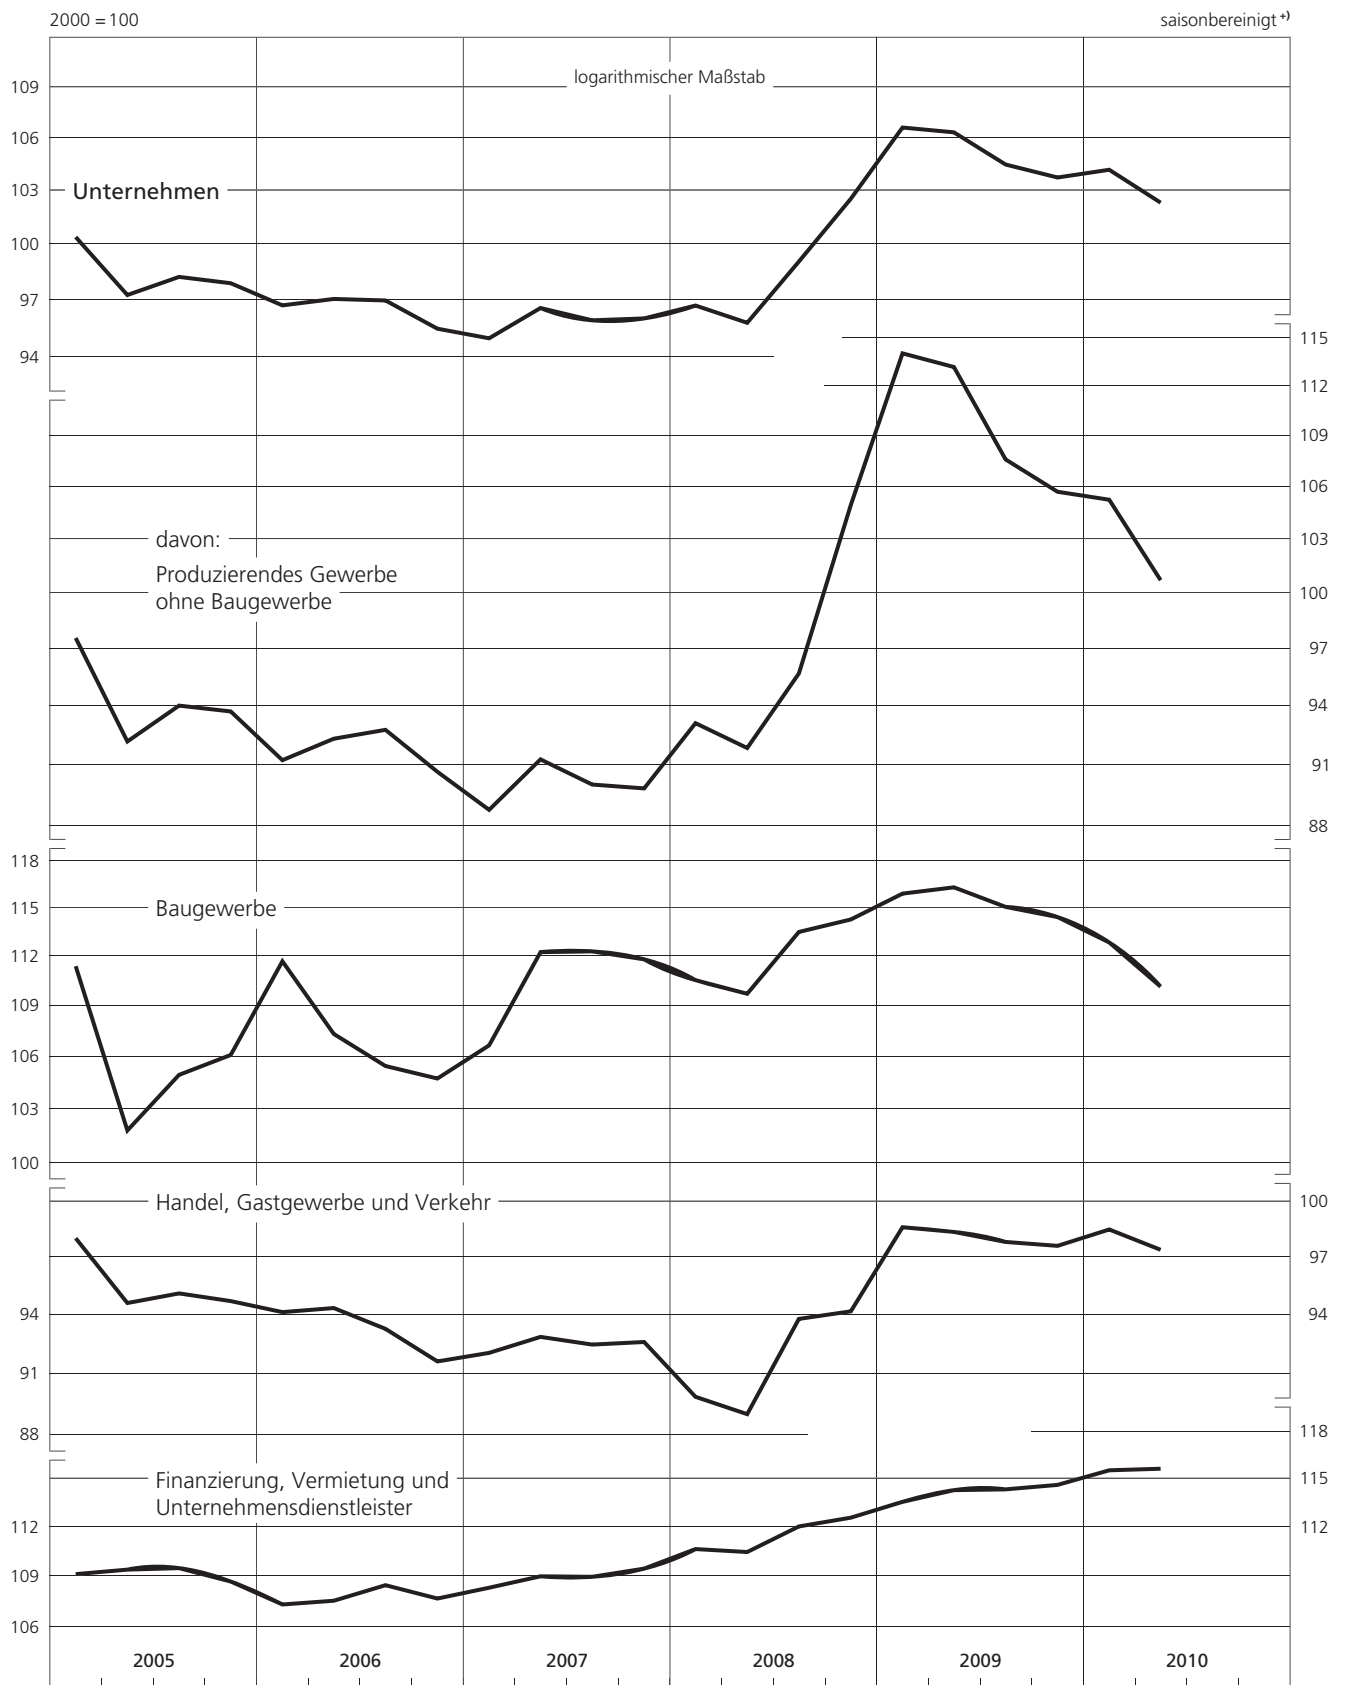 2000 = 100
saisonbereinigt +)
logarithmischer Maßstab
109
106
103
Unternehmen
100
97
94
115
112
109
106
davon:
103
Produzierendes Gewerbe
ohne Baugewerbe
100
97
94
91
88
118
115
Baugewerbe
112
109
106
103
100
Handel, Gastgewerbe und Verkehr
100
97
94
94
91
88
118
Finanzierung, Vermietung und
115
Unternehmensdienstleister
112
112
109
106
2005 2006 2007 2008 2009 2010